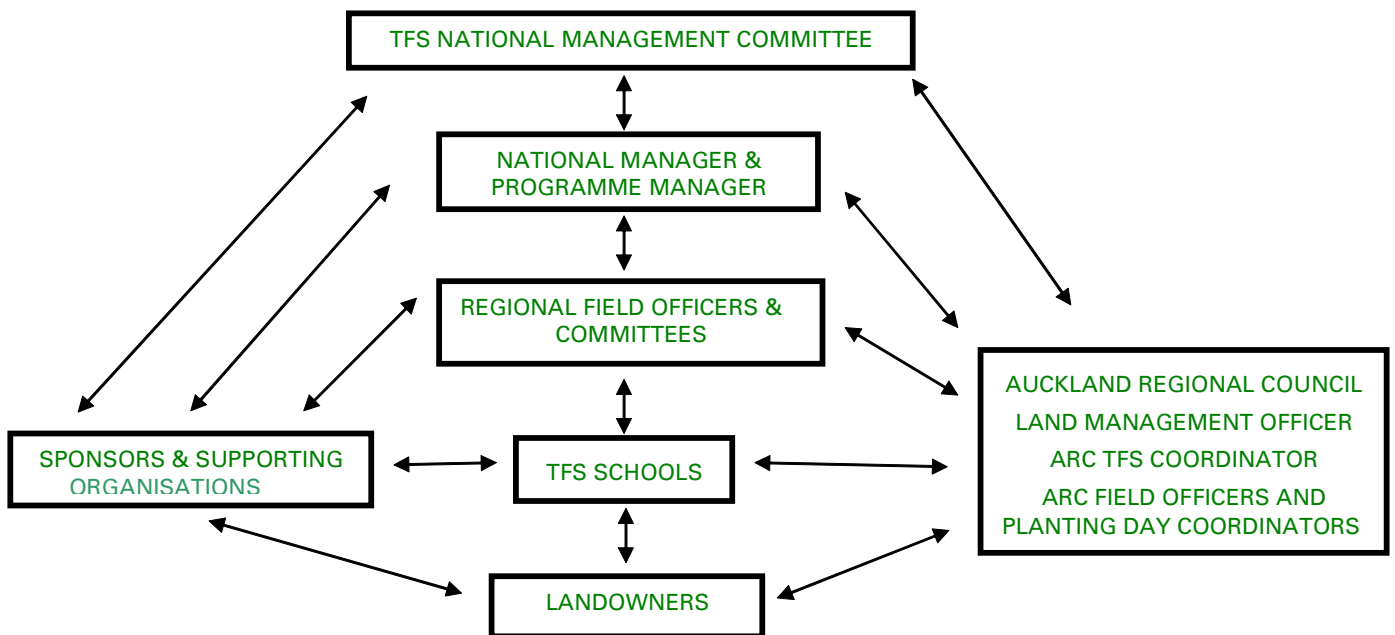 TFS NATIONAL MANAGEMENT COMMITTEE
NATIONAL MANAGER &
PROGRAMME MANAGER
REGIONAL FIELD OFFICERS &
COMMITTEES
AUCKLAND REGIONAL COUNCIL
LAND MANAGEMENT OFFICER
ARC TFS COORDINATOR
ARC FIELD OFFICERS AND
PLANTING DAY COORDINATORS
SPONSORS & SUPPORTING
ORGANISATIONS
TFS SCHOOLS
LANDOWNERS